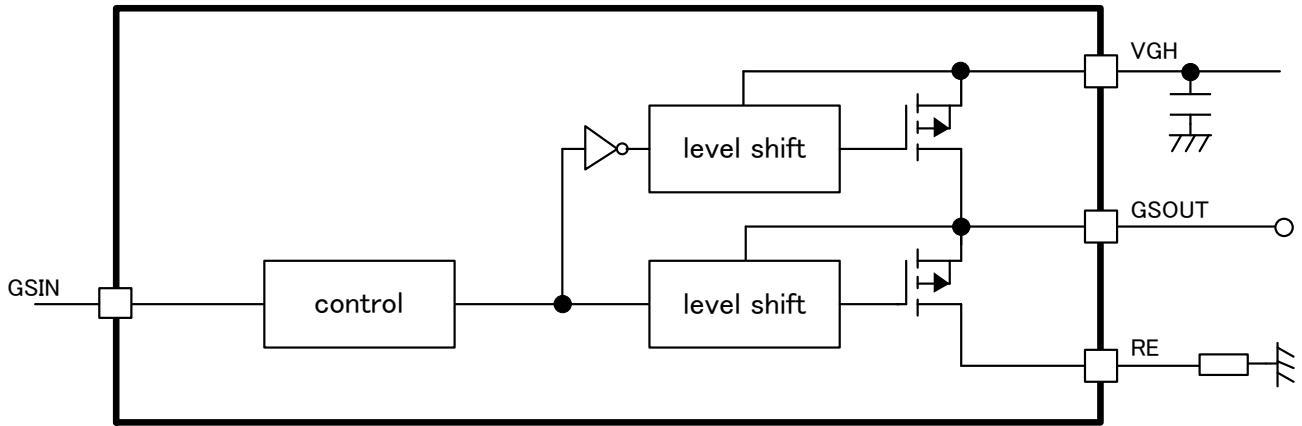 VGH
level shift
GSOUT
GSIN
control
level shift
RE